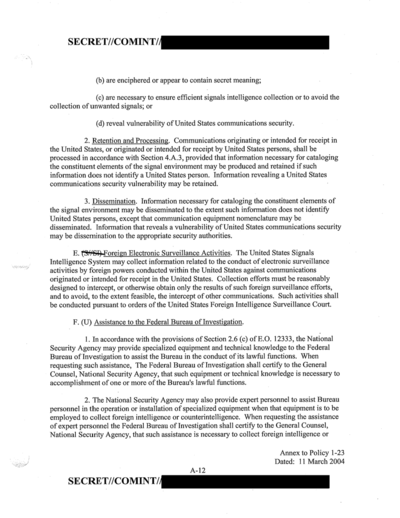 SECRET//COMINT//
(b) are enciphered or appear to contain secret meaning;
(c) are necessary to ensure efficient signals intelligence collection or to avoid the
collection of unwanted signals; or
(d) reveal vulnerability of United States communications security.
2. Retention and Processing. Communications originating or intended for receipt in
the United States, or originated or intended for receipt by United States persons, shall be
processed in accordance with Section 4.A.3, provided that information necessary for cataloging
the constituent elements of the signal environment may be produced and retained if such
information does not identify a United States person. Information revealing a United States
communications security vulnerability may be retained.
3. Dissemination. Information necessary for cataloging the constituent elements of
the signal environment may be disseminated to the extent such information does not identify
United States persons, except that communication equipment nomenclature may be
disseminated. Information that reveals a vulnerability of United States communications security
may be dissemination to the appropriate security authorities.
E. Foreign Electronic Surveillance Activities. The United States Signals
Intelligence System may collect information related to the conduct of electronic surveillance
activities by foreign powers conducted within the United States against communications
originated or intended for receipt in the United States. Collection efforts must be reasonably
designed to intercept, or otherwise obtain only the results of such foreign surveillance efforts,
and to avoid, to the extent feasible, the intercept of other communications. Such activities shall
be conducted pursuant to orders of the United States Foreign Intelligence Surveillance Court.
F. (U) Assistance to the Federal Bureau of Investigation.
1. In accordance with the provisions of Section 2.6 (c) of E.O. 12333, the National
Security Agency may provide specialized equipment and technical knowledge to the Federal
Bureau of Investigation to assist the Bureau in the conduct of its lawful functions. When
requesting such assistance, The Federal Bureau of Investigation shall certify to the General
Counsel, National Security Agency, that such equipment or technical knowledge is necessary to
accomplishment of one or more of the Bureau's lawful functions.
2. The National Security Agency may also provide expert personnel to assist Bureau
personnel in the operation or installation of specialized equipment when that equipment is to be
employed to collect foreign intelligence or counterintelligence. When requesting the assistance
of expert personnel the Federal Bureau of Investigation shall certify to the General Counsel,
National Security Agency, that such assistance is necessary to collect foreign intelligence or
Annex to Policy 1-23
Dated: 11 March 2004
A-12
SECRET//COMINT//